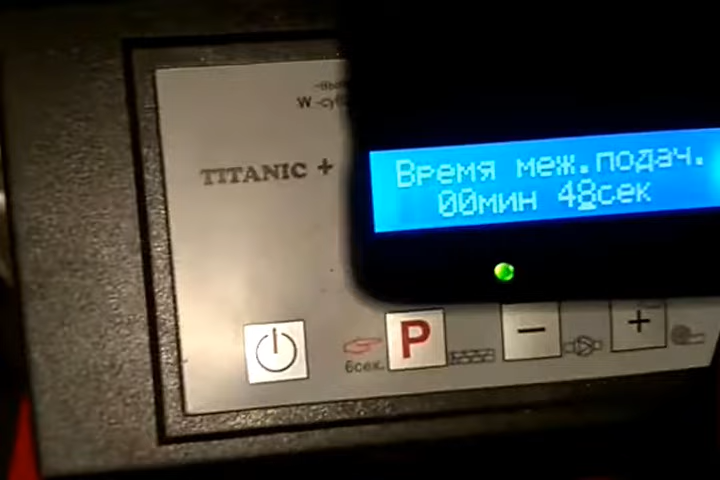 TITANIC +
Время меж.подач.
00мин 48сек
P
6сек.